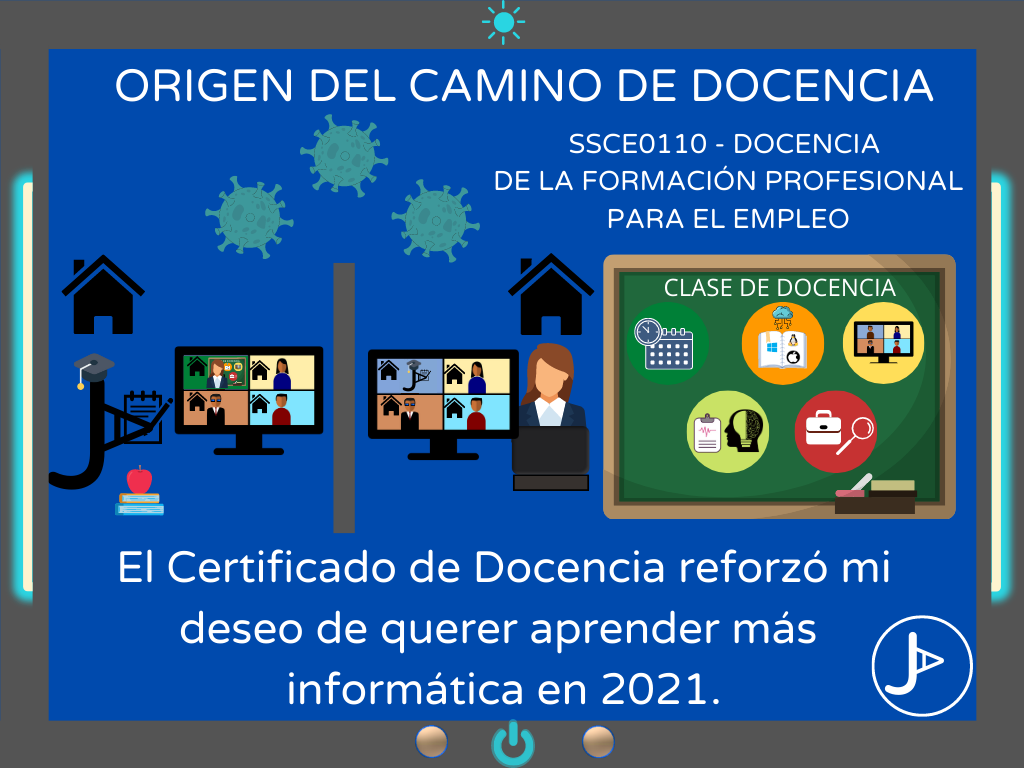 ORIGEN DEL CAMINO DE DOCENCIA
SSCE0110 - DOCENCIA
DE LA FORMACIÓN PROFESIONAL
PARA EL EMPLEO
CLASE DE DOCENCIA
El Certificado de Docencia reforzó mi
deseo de querer aprender más
informática en 2021.